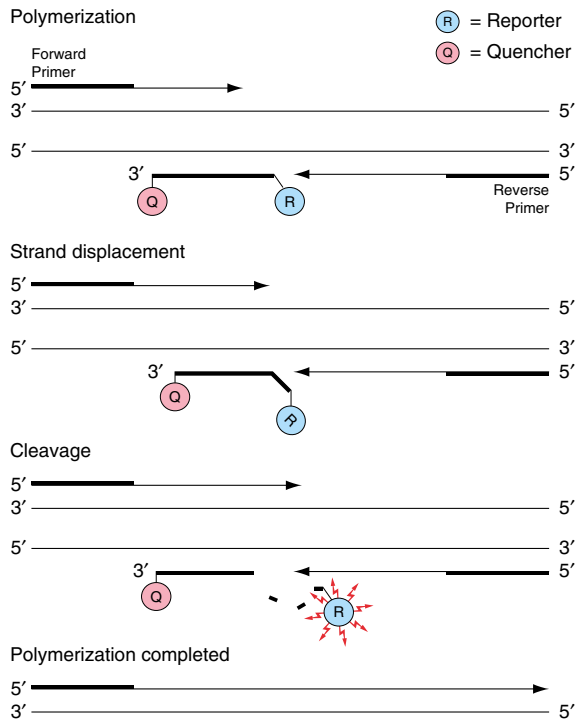 Polymerization
R = Reporter
Q = Quencher
Forward
Primer
5′
3′ 5′
5′ 3′
3′ 5′
Q R
Reverse
Primer
Strand displacement
5′
3′ 5′
5′ 3′
3′ 5′
Q R
Cleavage
5′
3′ 5′
5′ 3′
3′ 5′
Q R
Polymerization completed
5′
3′ 5′